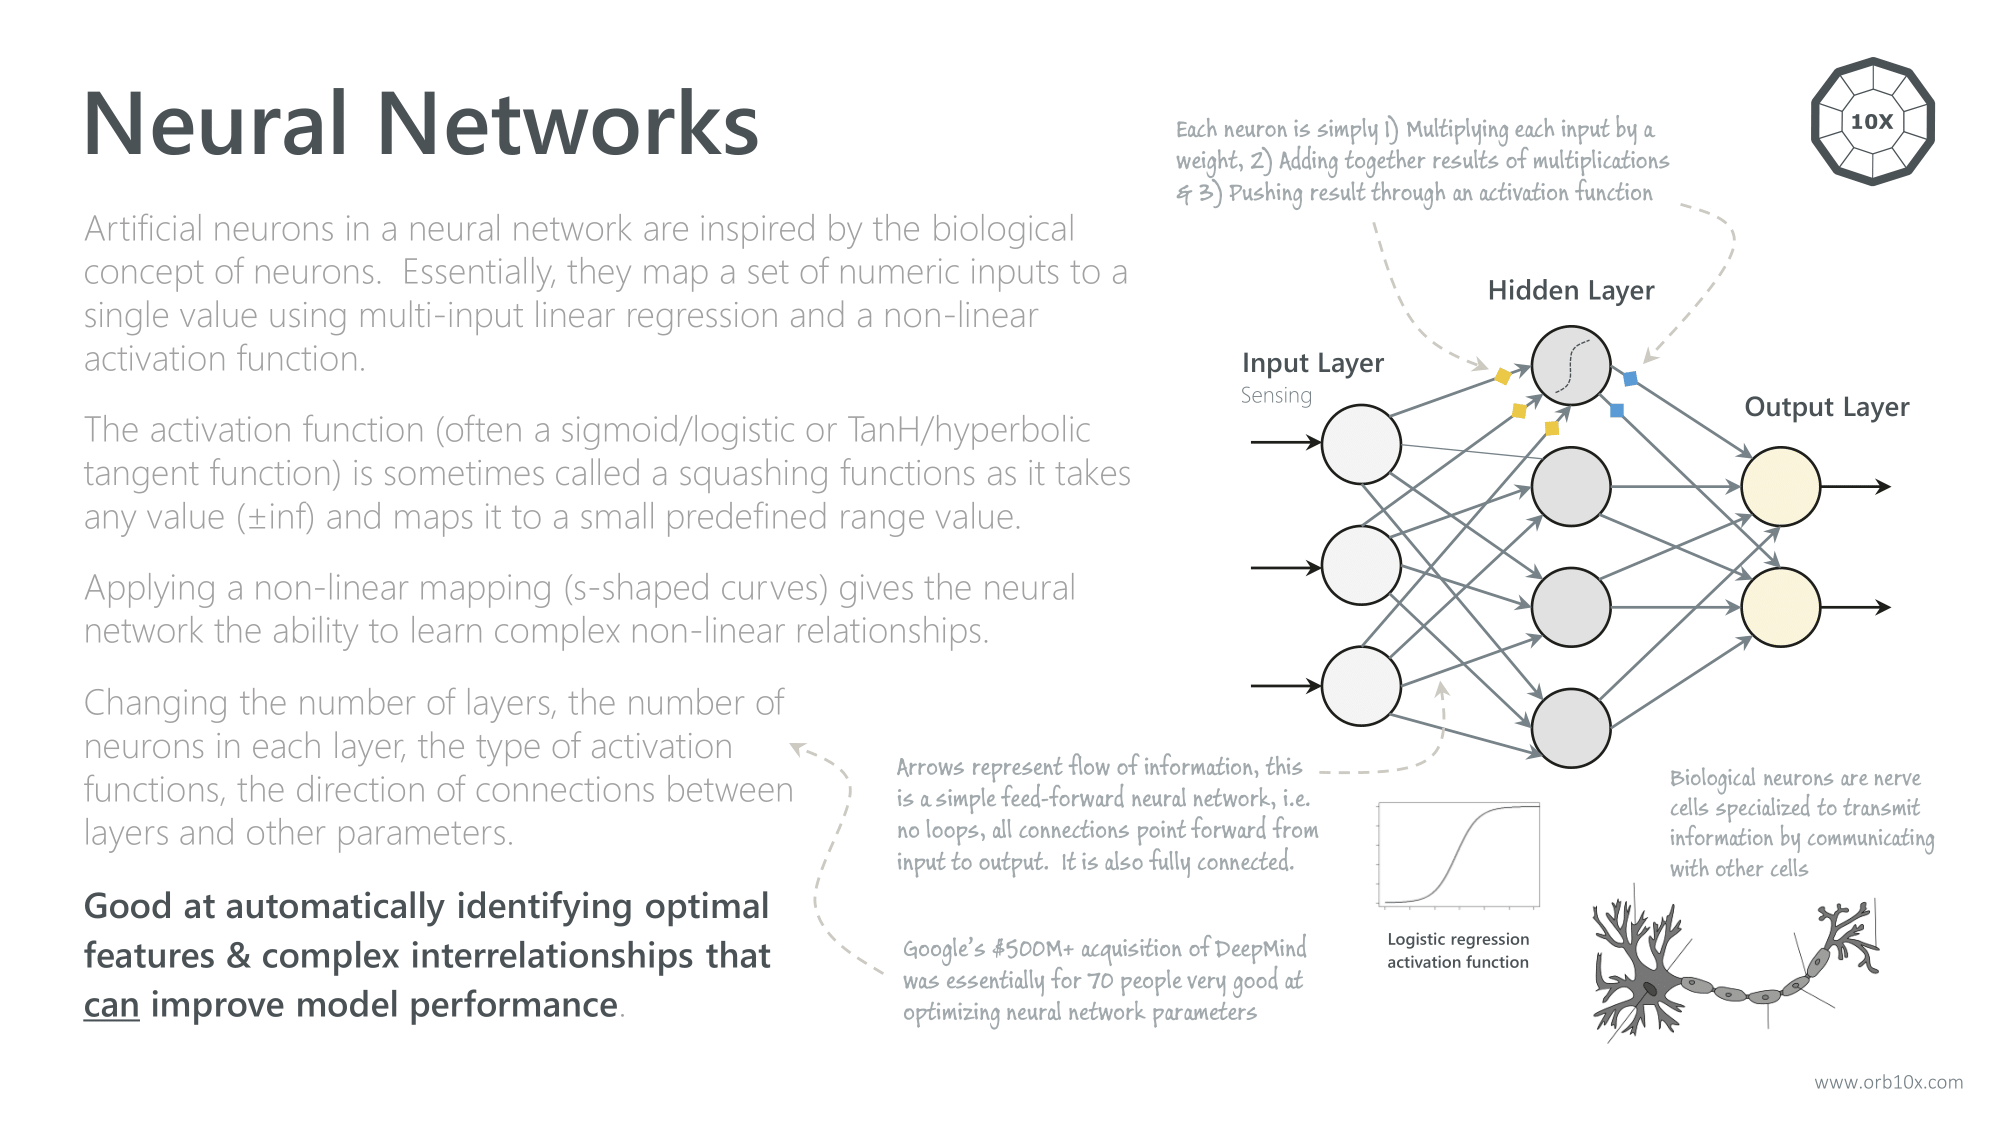 Neural Networks
10X
Artificial neurons in a neural network are inspired by the biological
concept of neurons.  Essentially, they map a set of numeric inputs to a
single value using multi-input linear regression and a non-linear
activation function.
The activation function (often a sigmoid/logistic or TanH/hyperbolic
tangent function) is sometimes called a squashing functions as it takes
any value (±inf) and maps it to a small predefined range value.
Applying a non-linear mapping (s-shaped curves) gives the neural
network the ability to learn complex non-linear relationships.
Changing the number of layers, the number of
neurons in each layer, the type of activation
functions, the direction of connections between
layers and other parameters.
Good at automatically identifying optimal
features & complex interrelationships that
can improve model performance.
Each neuron is simply 1) Multiplying each input by a
weight, 2) Adding together results of multiplications
& 3) Pushing result through an activation function
Hidden Layer
Input Layer
Sensing
Output Layer
Arrows represent flow of information, this
is a simple feed-forward neural network, i.e.
no loops, all connections point forward from
input to output.  It is also fully connected.
Google's $500M+ acquisition of DeepMind
was essentially for 70 people very good at
optimizing neural network parameters
Logistic regression
activation function
Biological neurons are nerve
cells specialized to transmit
information by communicating
with other cells
www.orb10x.com